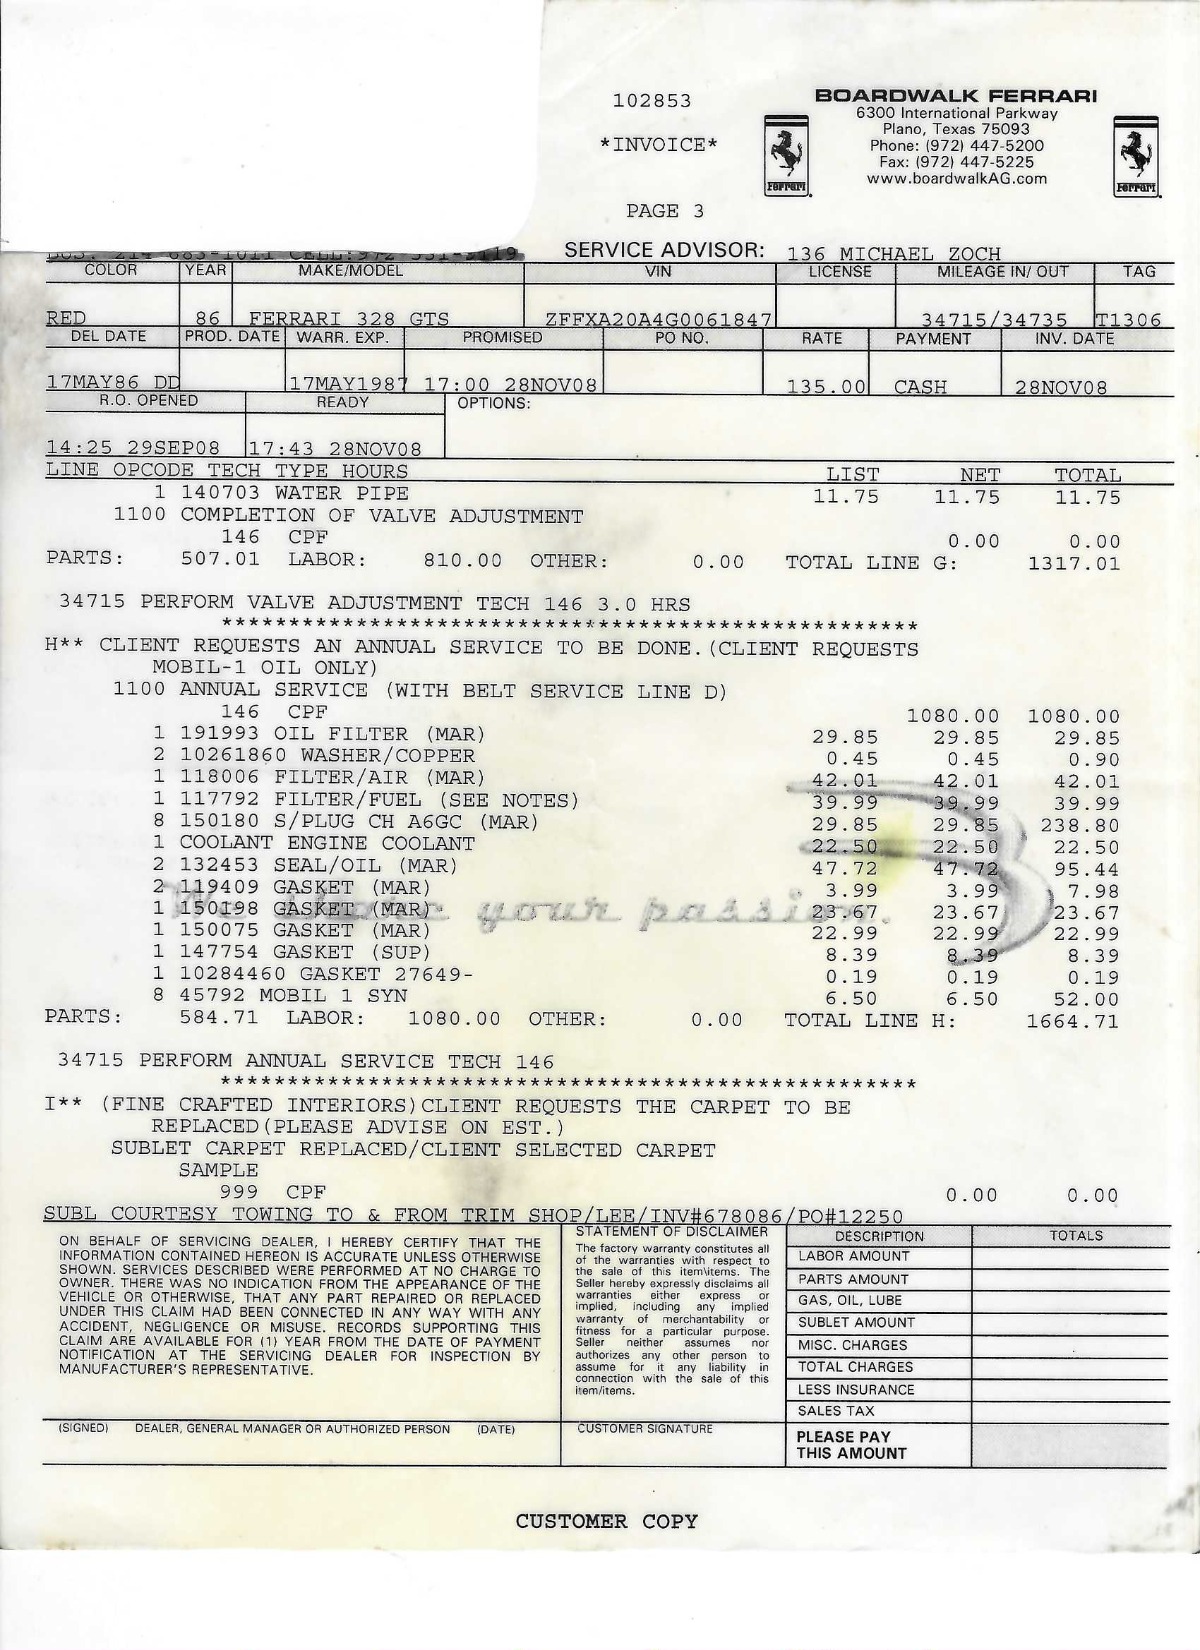 102853
*INVOICE*
PAGE 3
BOARDWALK FERRARI
6300 International Parkway
Plano, Texas 75093
Phone: (972) 447-5200
Fax: (972) 447-5225
www.boardwalkAG.com
Ferrari Ferrari
SERVICE ADVISOR: 136 MICHAEL ZOCH
COLOR YEAR MAKE/MODEL VIN LICENSE MILEAGE IN/ OUT TAG
RED 86 FERRARI 328 GTS ZFFXA20A4G0061847 34715/34735 T1306
DEL DATE PROD. DATE WARR. EXP. PROMISED PO NO. RATE PAYMENT INV. DATE
17MAY86 DD 17MAY1987 17:00 28NOV08 135.00 CASH 28NOV08
R.O. OPENED READY OPTIONS:
14:25 29SEP08 17:43 28NOV08
LINE OPCODE TECH TYPE HOURS LIST NET TOTAL
1 140703 WATER PIPE 11.75 11.75 11.75
1100 COMPLETION OF VALVE ADJUSTMENT
146 CPF 0.00 0.00
PARTS: 507.01 LABOR: 810.00 OTHER: 0.00 TOTAL LINE G: 1317.01
34715 PERFORM VALVE ADJUSTMENT TECH 146 3.0 HRS
****************************************************
H** CLIENT REQUESTS AN ANNUAL SERVICE TO BE DONE.(CLIENT REQUESTS
MOBIL-1 OIL ONLY)
1100 ANNUAL SERVICE (WITH BELT SERVICE LINE D)
146 CPF 1080.00 1080.00
1 191993 OIL FILTER (MAR) 29.85 29.85 29.85
2 10261860 WASHER/COPPER 0.45 0.45 0.90
1 118006 FILTER/AIR (MAR) 42.01 42.01 42.01
1 117792 FILTER/FUEL (SEE NOTES) 39.99 39.99 39.99
8 150180 S/PLUG CH A6GC (MAR) 29.85 29.85 238.80
1 COOLANT ENGINE COOLANT 22.50 22.50 22.50
2 132453 SEAL/OIL (MAR) 47.72 47.72 95.44
2 119409 GASKET (MAR) 3.99 3.99 7.98
1 150198 GASKET (MAR) 23.67 23.67 23.67
1 150075 GASKET (MAR) 22.99 22.99 22.99
1 147754 GASKET (SUP) 8.39 8.39 8.39
1 10284460 GASKET 27649- 0.19 0.19 0.19
8 45792 MOBIL 1 SYN 6.50 6.50 52.00
We share your passion.
PARTS: 584.71 LABOR: 1080.00 OTHER: 0.00 TOTAL LINE H: 1664.71
34715 PERFORM ANNUAL SERVICE TECH 146
****************************************************
I** (FINE CRAFTED INTERIORS)CLIENT REQUESTS THE CARPET TO BE
REPLACED(PLEASE ADVISE ON EST.)
SUBLET CARPET REPLACED/CLIENT SELECTED CARPET
SAMPLE
999 CPF 0.00 0.00
SUBL COURTESY TOWING TO & FROM TRIM SHOP/LEE/INV#678086/PO#12250
ON BEHALF OF SERVICING DEALER, I HEREBY CERTIFY THAT THE
INFORMATION CONTAINED HEREON IS ACCURATE UNLESS OTHERWISE
SHOWN. SERVICES DESCRIBED WERE PERFORMED AT NO CHARGE TO
OWNER. THERE WAS NO INDICATION FROM THE APPEARANCE OF THE
VEHICLE OR OTHERWISE, THAT ANY PART REPAIRED OR REPLACED
UNDER THIS CLAIM HAD BEEN CONNECTED IN ANY WAY WITH ANY
ACCIDENT, NEGLIGENCE OR MISUSE. RECORDS SUPPORTING THIS
CLAIM ARE AVAILABLE FOR (1) YEAR FROM THE DATE OF PAYMENT
NOTIFICATION AT THE SERVICING DEALER FOR INSPECTION BY
MANUFACTURER'S REPRESENTATIVE.
(SIGNED) DEALER, GENERAL MANAGER OR AUTHORIZED PERSON (DATE)
STATEMENT OF DISCLAIMER
The factory warranty constitutes all
of the warranties with respect to
the sale of this item/items. The
Seller hereby expressly disclaims all
warranties either express or
implied, including any implied
warranty of merchantability or
fitness for a particular purpose.
Seller neither assumes nor
authorizes any other person to
assume for it any liability in
connection with the sale of this
item/items.
CUSTOMER SIGNATURE
DESCRIPTION TOTALS
LABOR AMOUNT
PARTS AMOUNT
GAS, OIL, LUBE
SUBLET AMOUNT
MISC. CHARGES
TOTAL CHARGES
LESS INSURANCE
SALES TAX
PLEASE PAY
THIS AMOUNT
CUSTOMER COPY